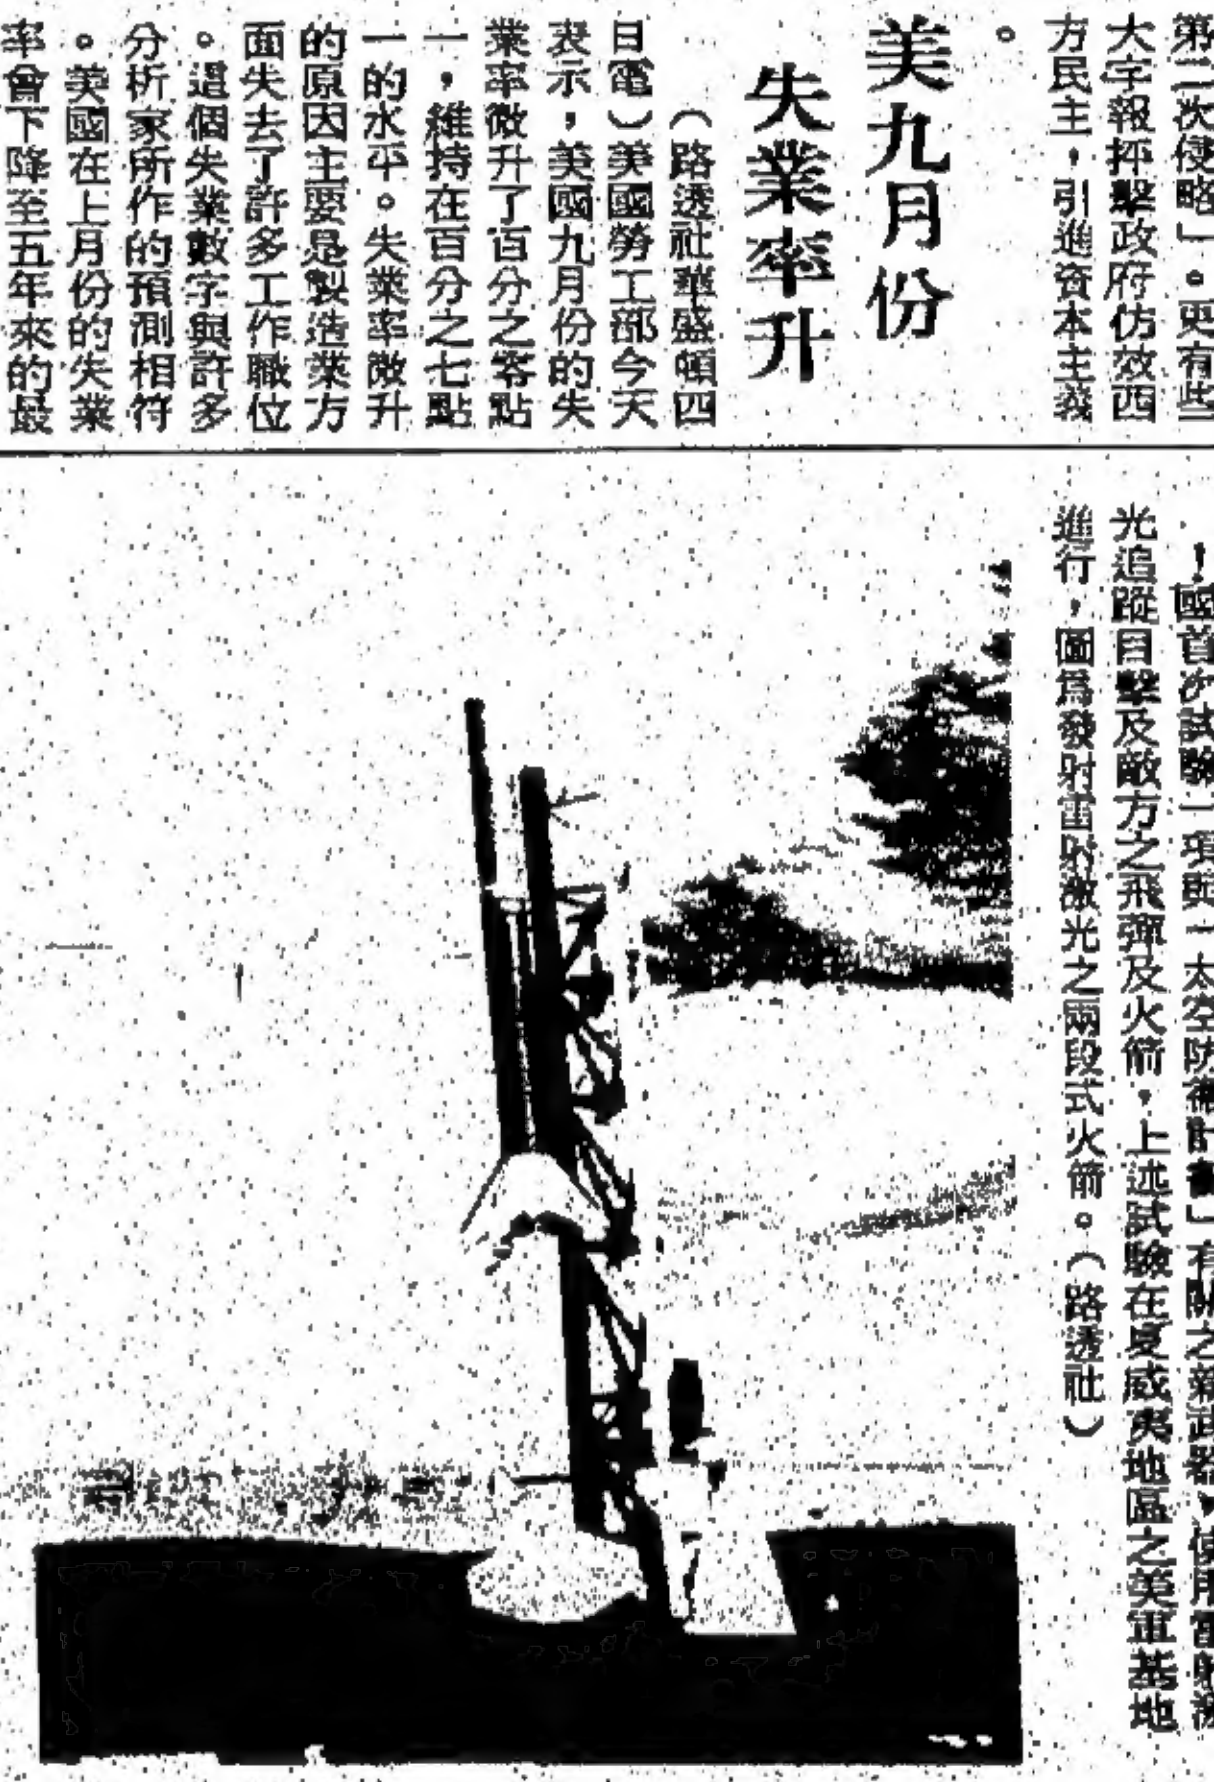 第二次侵略」。更有些
大字報抨擊政府仿效西
方民主，引進資本主義
。
美九月份
失業率升
（路透社華盛頓四
日電）美國勞工部今天
表示，美國九月份的失
業率微升了百分之零點
一，維持在百分之七點
一的水平。失業率微升
的原因主要是製造業方
面失去了許多工作職位
。這個失業數字與許多
分析家所作的預測相符
。美國在上月份的失業
率會下降至五年來的最
國首次試驗一項與「太空防衛計劃」有關之新武器，使用雷射激
光追蹤目擊及敵方之飛彈及火箭，上述試驗在夏威夷地區之美軍基地
進行，圖爲發射雷射激光之兩段式火箭。（路透社）